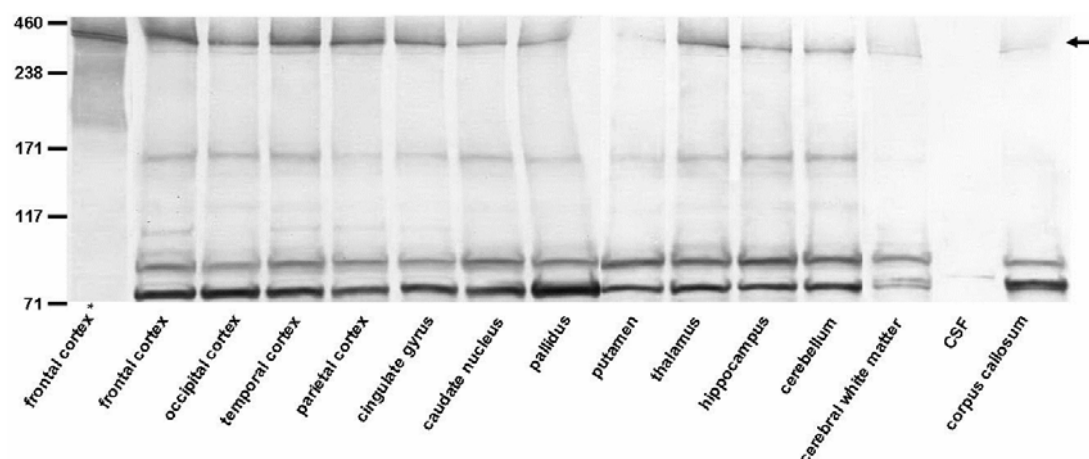 460
238
171
117
71
frontal cortex *
frontal cortex
occipital cortex
temporal cortex
parietal cortex
cingulate gyrus
caudate nucleus
pallidus
putamen
thalamus
hippocampus
cerebellum
cerebral white matter
CSF
corpus callosum